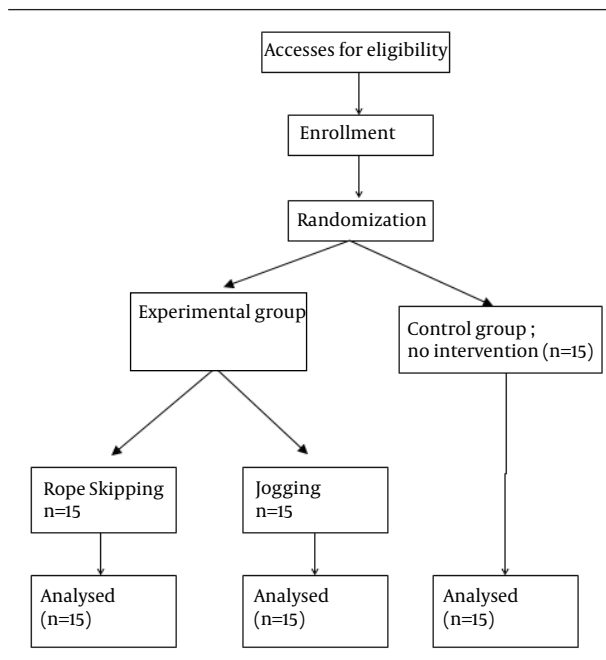 Accesses for eligibility
Enrollment
Randomization
Experimental group
Control group ;
no intervention (n=15)
Rope Skipping
n=15
Jogging
n=15
Analysed
(n=15)
Analysed
(n=15)
Analysed
(n=15)